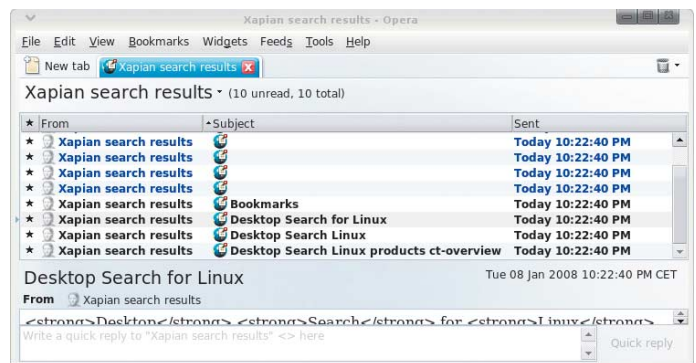 Xapian search results - Opera
File Edit View Bookmarks Widgets Feeds Tools Help
New tab Xapian search results
Xapian search results (10 unread, 10 total)
From Subject Sent
Xapian search results Today 10:22:40 PM
Xapian search results Today 10:22:40 PM
Xapian search results Today 10:22:40 PM
Xapian search results Today 10:22:40 PM
Xapian search results Bookmarks Today 10:22:40 PM
Xapian search results Desktop Search for Linux Today 10:22:40 PM
Xapian search results Desktop Search Linux Today 10:22:40 PM
Xapian search results Desktop Search Linux products ct-overview Today 10:22:40 PM
Desktop Search for Linux Tue 08 Jan 2008 10:22:40 PM CET
From Xapian search results
<strong>Desktop</strong> <strong>Search</strong> for <strong>Linux</strong>
Write a quick reply to "Xapian search results" <> here
Quick reply